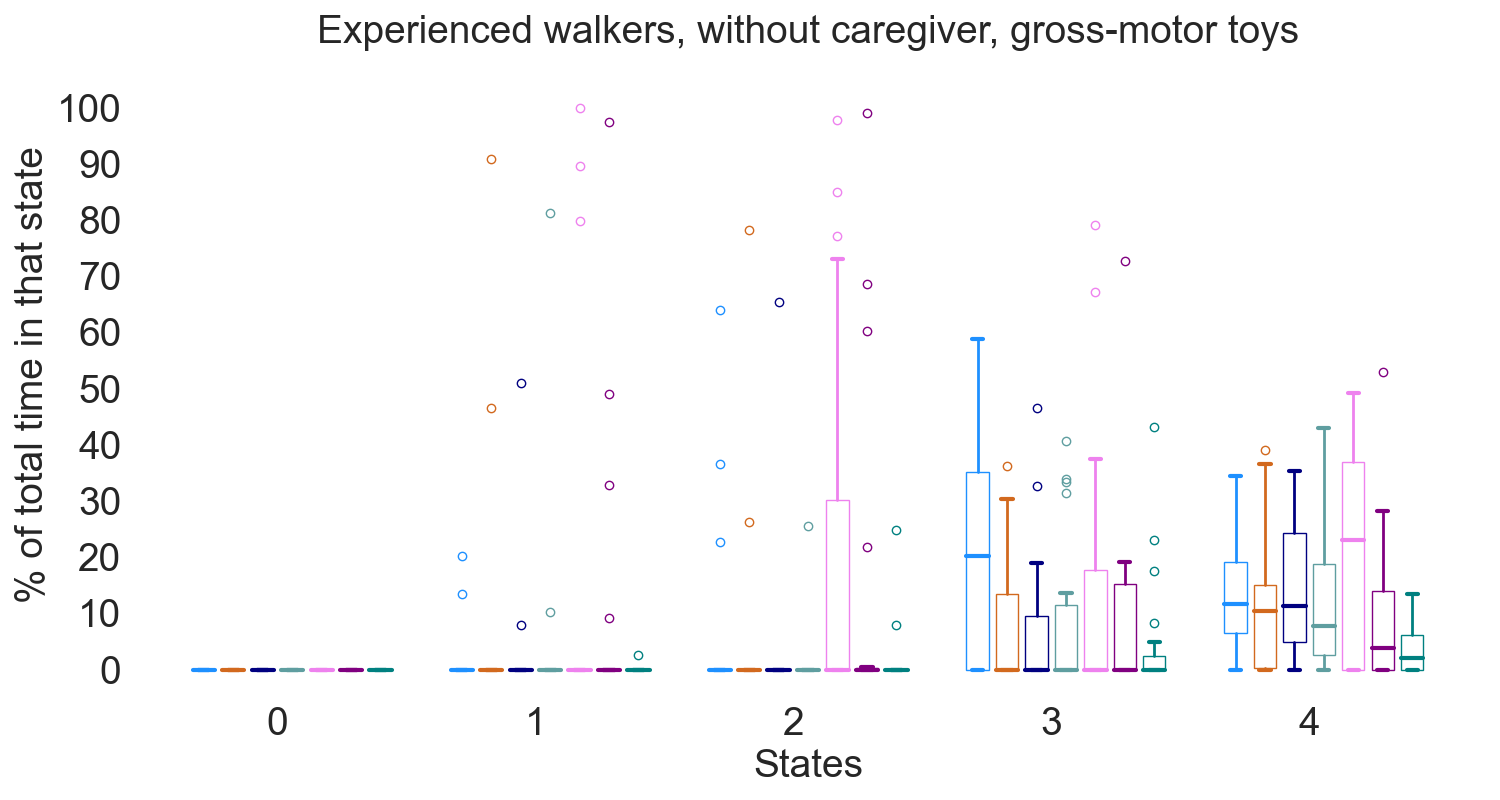 Experienced walkers, without caregiver, gross-motor toys
% of total time in that state
100
90
80
70
60
50
40
30
20
10
0
0 1 2 3 4
States